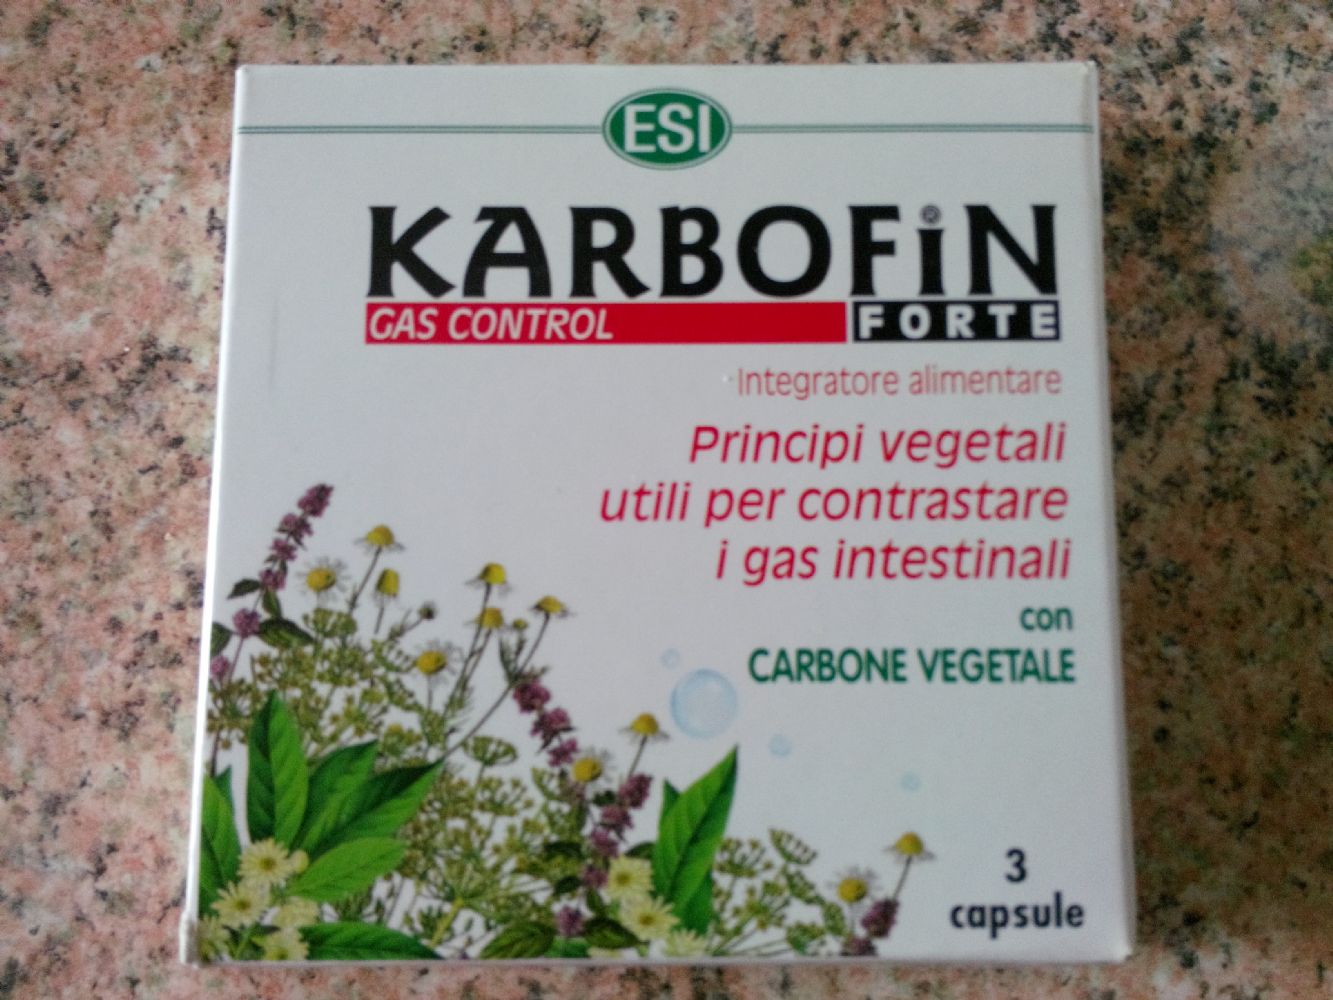 ESI
KARBOFiN®
GAS CONTROL FORTE
Integratore alimentare
Principi vegetali
utili per contrastare
i gas intestinali
con
CARBONE VEGETALE
3
capsule